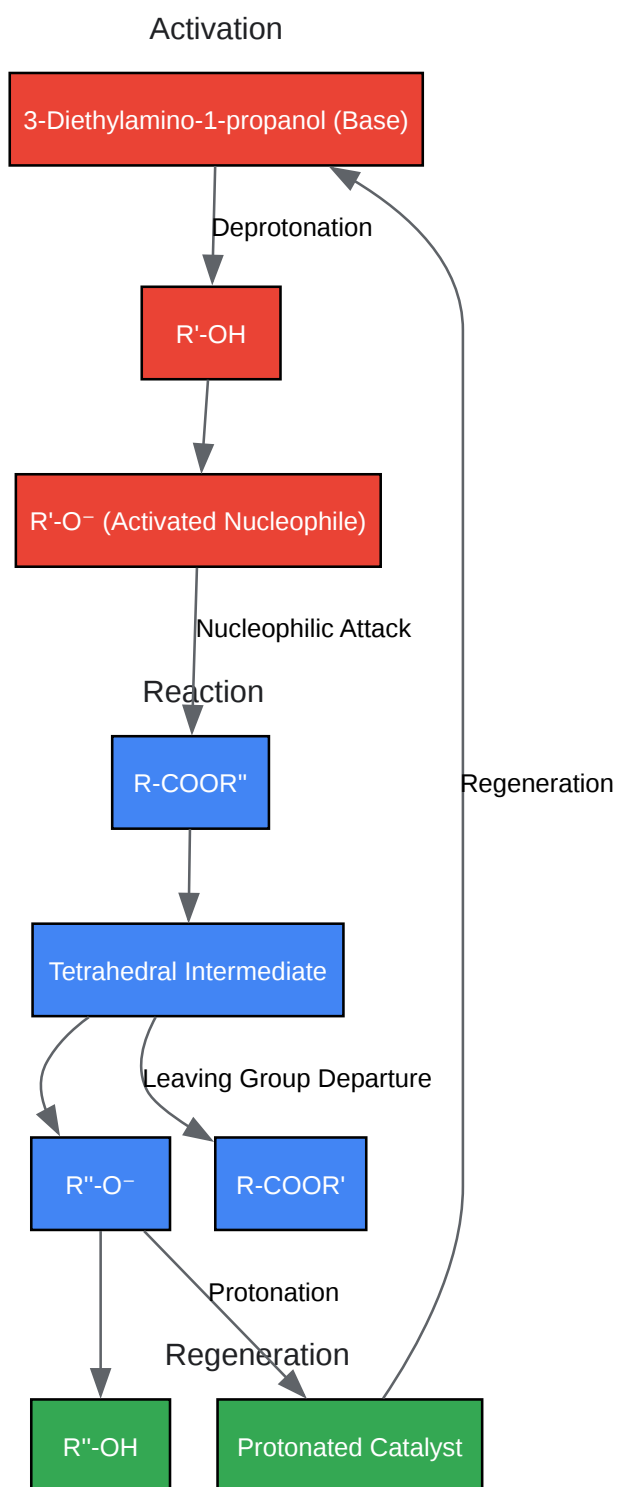 Activation
3-Diethylamino-1-propanol (Base)
Deprotonation
R'-OH
R'-O⁻ (Activated Nucleophile)
Nucleophilic Attack
Reaction
R-COOR''
Regeneration
Tetrahedral Intermediate
Leaving Group Departure
R''-O⁻
R-COOR'
Protonation
Regeneration
R''-OH
Protonated Catalyst